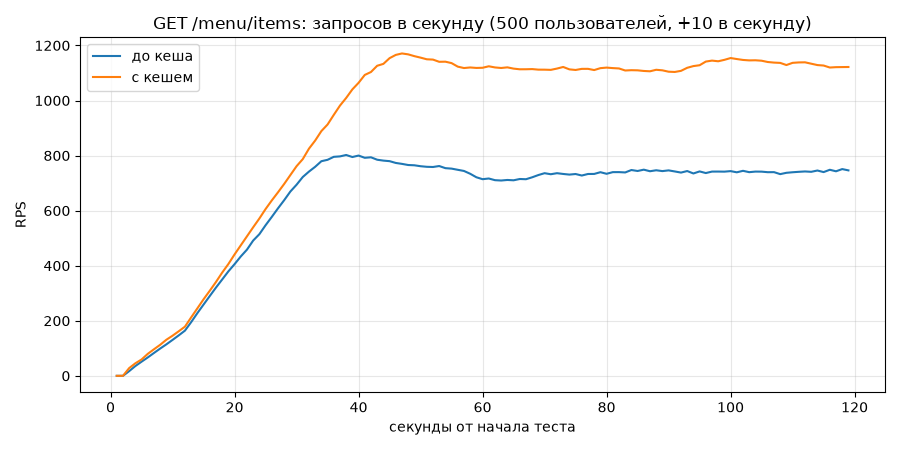 GET /menu/items: запросов в секунду (500 пользователей, +10 в секунду)
до кеша
с кешем
RPS
1200
1000
800
600
400
200
0
0 20 40 60 80 100 120
секунды от начала теста